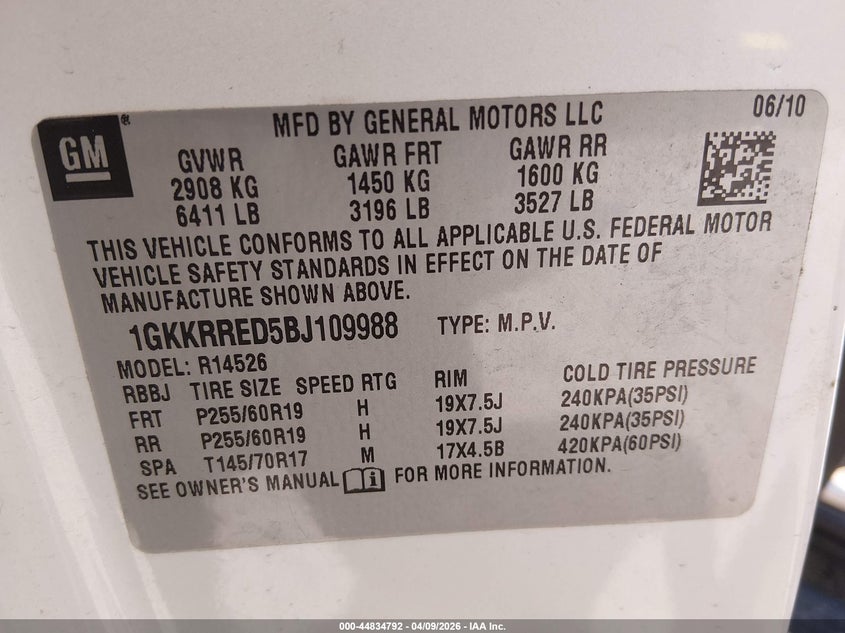 GM
®
MFD BY GENERAL MOTORS LLC
06/10
GVWR GAWR FRT GAWR RR
2908 KG 1450 KG 1600 KG
6411 LB 3196 LB 3527 LB
THIS VEHICLE CONFORMS TO ALL APPLICABLE U.S. FEDERAL MOTOR
VEHICLE SAFETY STANDARDS IN EFFECT ON THE DATE OF
MANUFACTURE SHOWN ABOVE.
1GKKRRED5BJ109988 TYPE: M.P.V.
MODEL: R14526
RBBJ TIRE SIZE SPEED RTG RIM COLD TIRE PRESSURE
FRT P255/60R19 H 19X7.5J 240KPA(35PSI)
RR P255/60R19 H 19X7.5J 240KPA(35PSI)
SPA T145/70R17 M 17X4.5B 420KPA(60PSI)
SEE OWNER'S MANUAL i FOR MORE INFORMATION.
000-44834792 - 04/09/2026 - IAA Inc.